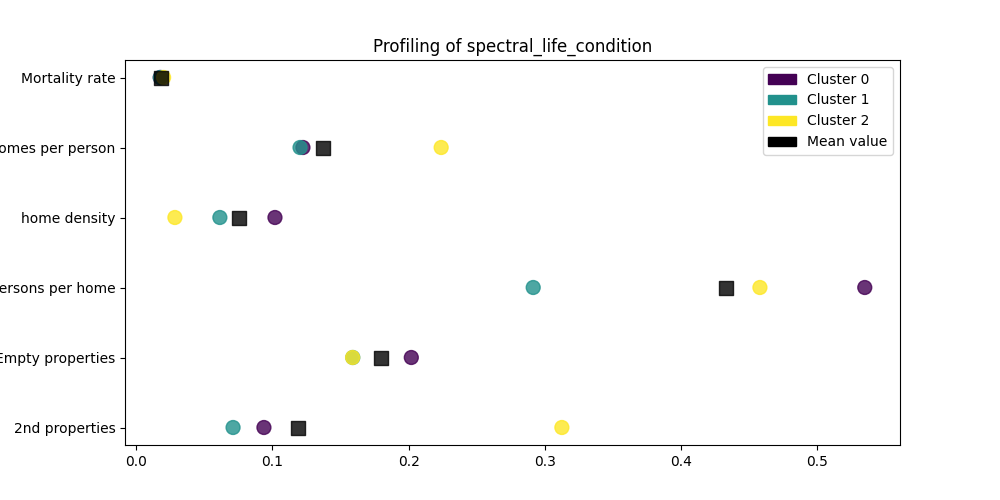 Profiling of spectral_life_condition
Mortality rate
omes per person
home density
ersons per home
Empty properties
2nd properties
Cluster 0
Cluster 1
Cluster 2
Mean value
0.0 0.1 0.2 0.3 0.4 0.5